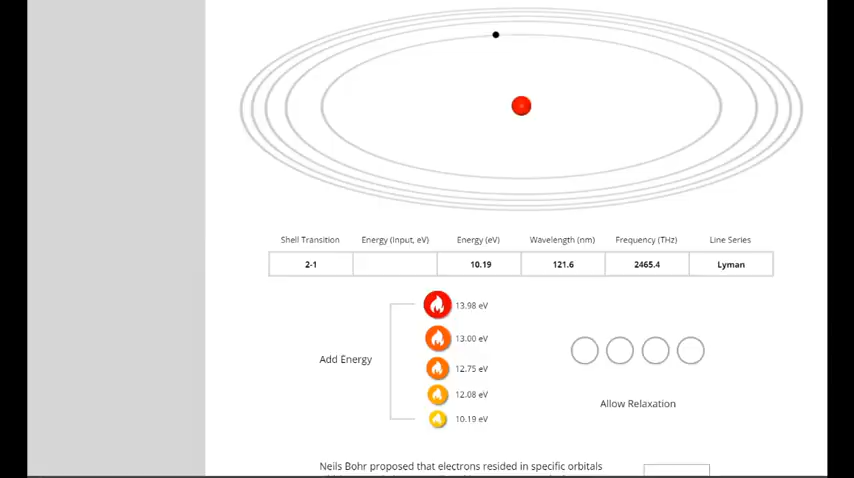 Shell Transition Energy (Input, eV) Energy (eV) Wavelength (nm) Frequency (THz) Line Series
2-1 10.19 121.6 2465.4 Lyman
13.98 eV
13.00 eV
Add Energy
12.75 eV
12.08 eV
Allow Relaxation
10.19 eV
Neils Bohr proposed that electrons resided in specific orbitals